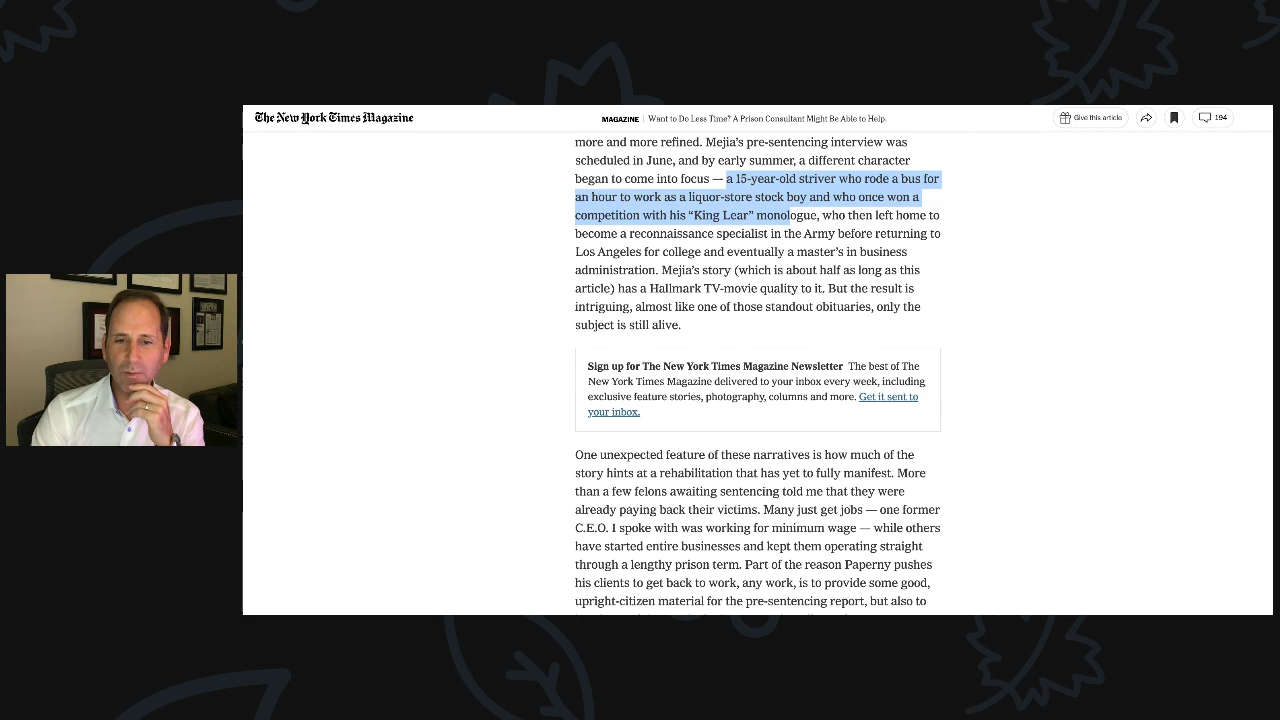 The New York Times Magazine
MAGAZINE | Want to Do Less Time? A Prison Consultant Might Be Able to Help.
Give this article
194
more and more refined. Mejia’s pre-sentencing interview was
scheduled in June, and by early summer, a different character
began to come into focus — a 15-year-old striver who rode a bus for
an hour to work as a liquor-store stock boy and who once won a
competition with his “King Lear” monologue, who then left home to
become a reconnaissance specialist in the Army before returning to
Los Angeles for college and eventually a master’s in business
administration. Mejia’s story (which is about half as long as this
article) has a Hallmark TV-movie quality to it. But the result is
intriguing, almost like one of those standout obituaries, only the
subject is still alive.
Sign up for The New York Times Magazine Newsletter The best of The
New York Times Magazine delivered to your inbox every week, including
exclusive feature stories, photography, columns and more. Get it sent to
your inbox.
One unexpected feature of these narratives is how much of the
story hints at a rehabilitation that has yet to fully manifest. More
than a few felons awaiting sentencing told me that they were
already paying back their victims. Many just get jobs — one former
C.E.O. I spoke with was working for minimum wage — while others
have started entire businesses and kept them operating straight
through a lengthy prison term. Part of the reason Paperny pushes
his clients to get back to work, any work, is to provide some good,
upright-citizen material for the pre-sentencing report, but also to